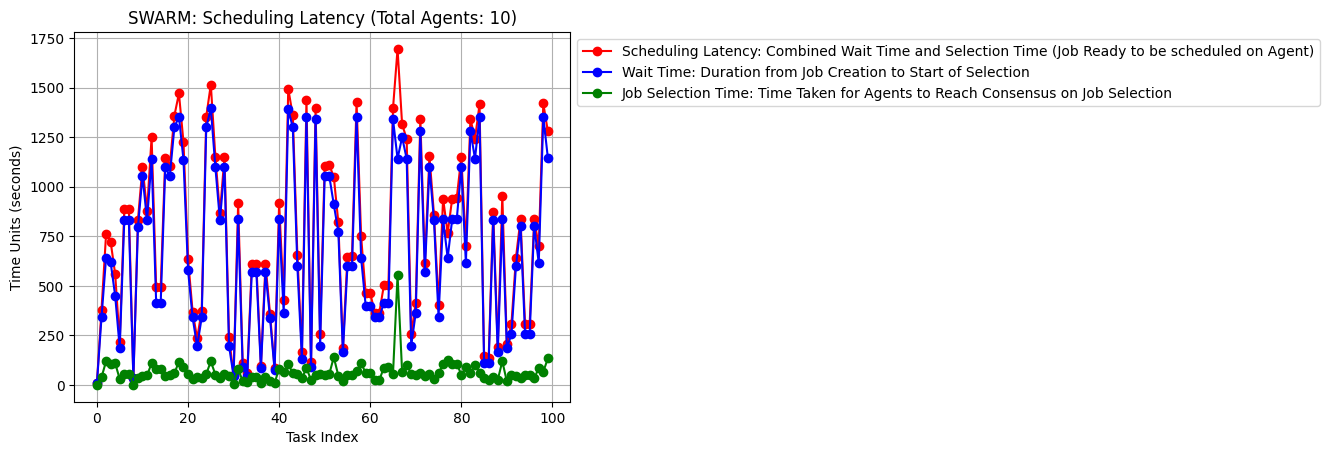 SWARM: Scheduling Latency (Total Agents: 10)
Scheduling Latency: Combined Wait Time and Selection Time (Job Ready to be scheduled on Agent)
Wait Time: Duration from Job Creation to Start of Selection
Job Selection Time: Time Taken for Agents to Reach Consensus on Job Selection
Time Units (seconds)
1750
1500
1250
1000
750
500
250
0
0 20 40 60 80 100
Task Index